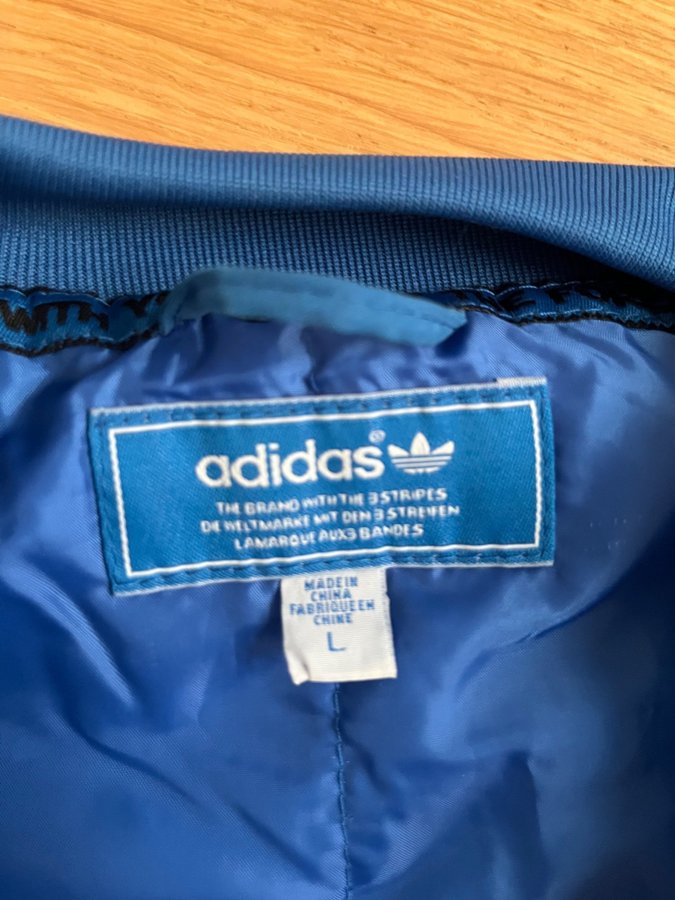 WITH
adidas®
THE BRAND WITH THE 3 STRIPES
DIE WELTMARKE MIT DEN 3 STREIFEN
LA MARQUE AUX 3 BANDES
MADE IN
CHINA
FABRIQUE EN
CHINE
L